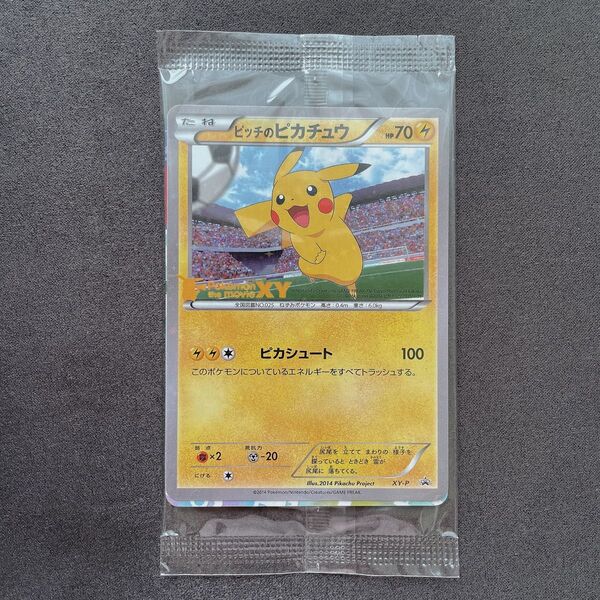 たね
ピッチのピカチュウ
HP70
Pokémon
the movie XY
全国図鑑NO.025 ねずみポケモン 高さ:0.4m 重さ:6.0kg
ピカシュート 100
このポケモンについているエネルギーをすべてトラッシュする。
弱点 ×2 抵抗力 -20
にげる
尻尾を 立てて まわりの 様子を
探っていると ときどき 雷が
尻尾に 落ちてくる。
Illus.2014 Pikachu Project XY-P
©2014 Pokémon/Nintendo/Creatures/GAME FREAK.